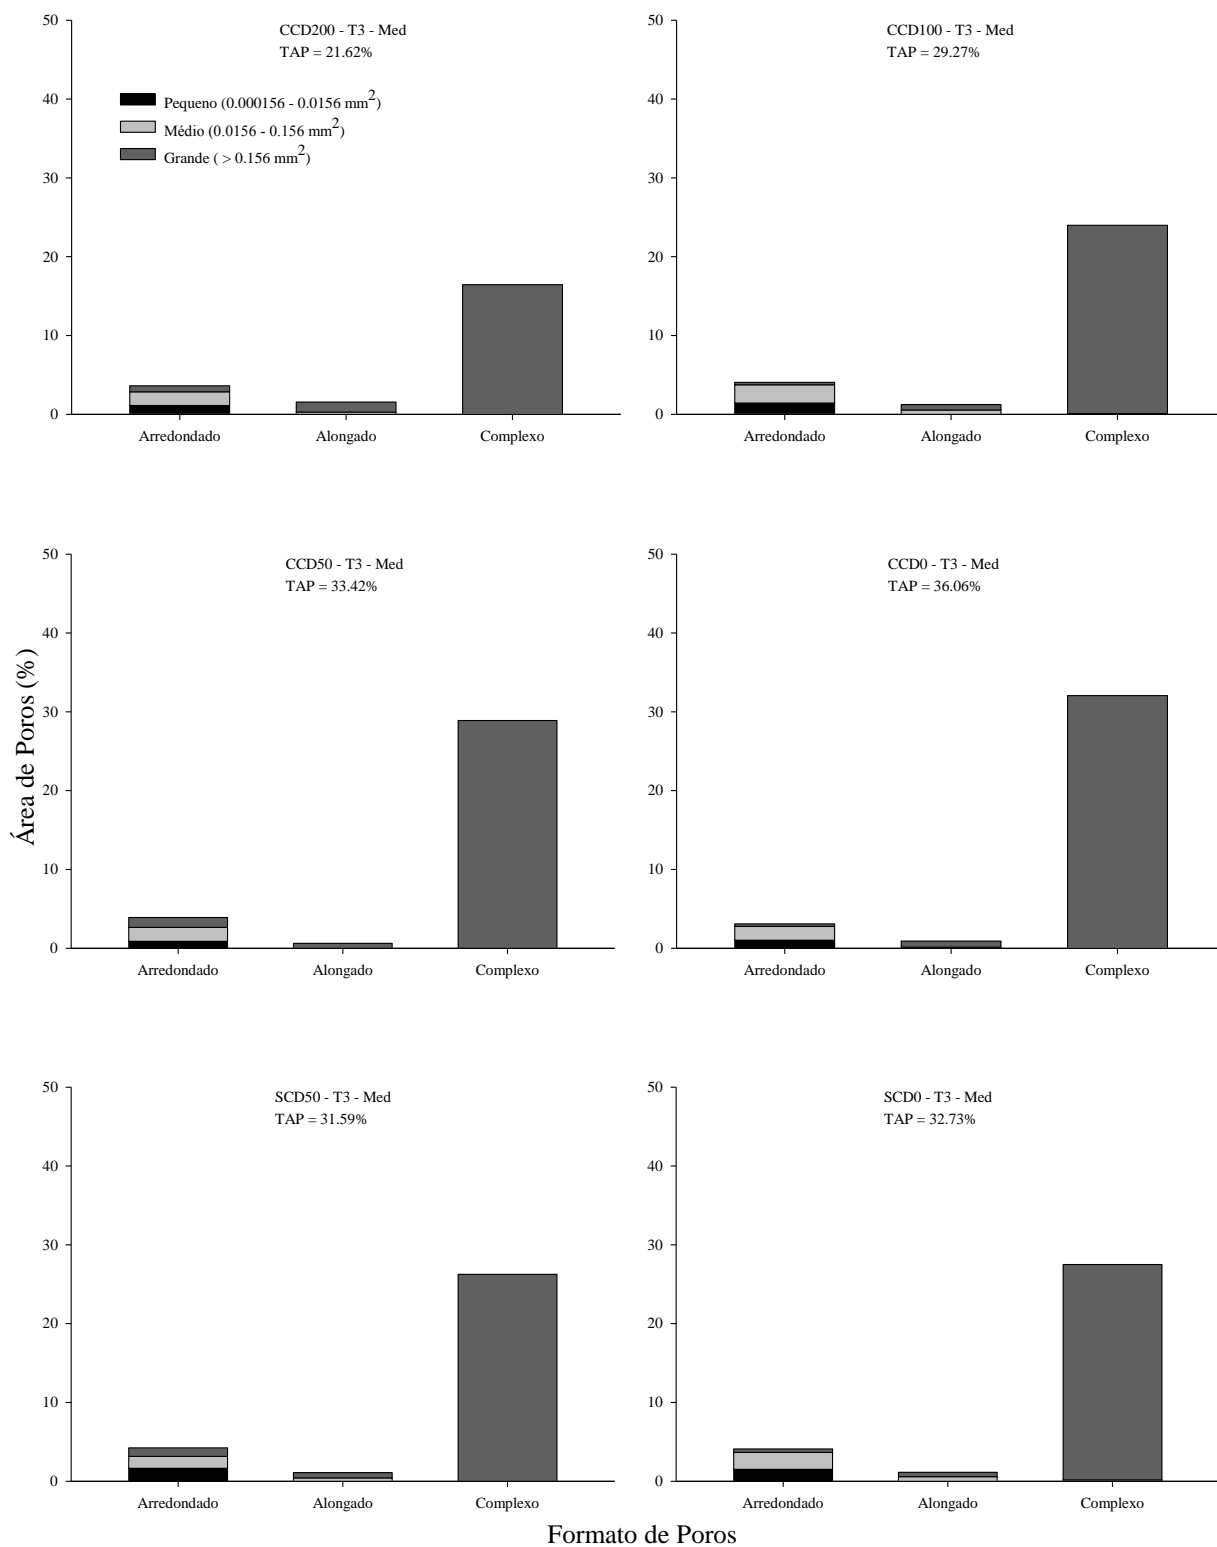 CCD200 - T3 - Med
TAP = 21.62%
Pequeno (0.000156 - 0.0156 mm²)
Médio (0.0156 - 0.156 mm²)
Grande ( > 0.156 mm²)
50
40
30
20
10
0
Arredondado Alongado Complexo
CCD100 - T3 - Med
TAP = 29.27%
50
40
30
20
10
0
Arredondado Alongado Complexo
Área de Poros (%)
CCD50 - T3 - Med
TAP = 33.42%
50
40
30
20
10
0
Arredondado Alongado Complexo
CCD0 - T3 - Med
TAP = 36.06%
50
40
30
20
10
0
Arredondado Alongado Complexo
SCD50 - T3 - Med
TAP = 31.59%
50
40
30
20
10
0
Arredondado Alongado Complexo
SCD0 - T3 - Med
TAP = 32.73%
50
40
30
20
10
0
Arredondado Alongado Complexo
Formato de Poros